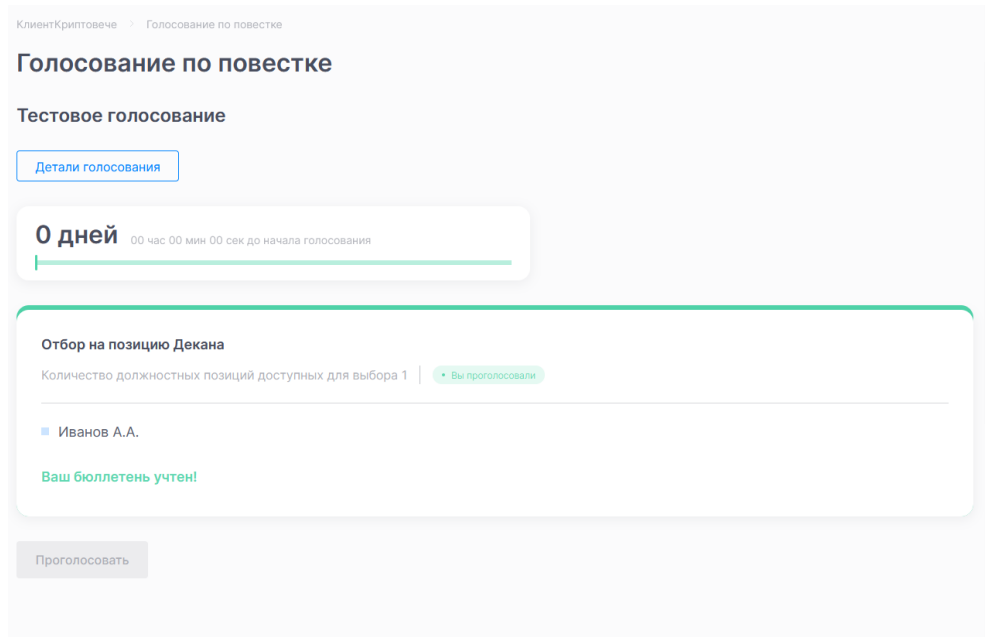 КлиентКриптовече > Голосование по повестке
Голосование по повестке
Тестовое голосование
Детали голосования
0 дней 00 час 00 мин 00 сек до начала голосования
Отбор на позицию Декана
Количество должностных позиций доступных для выбора 1 | • Вы проголосовали
Иванов А.А.
Ваш бюллетень учтен!
Проголосовать